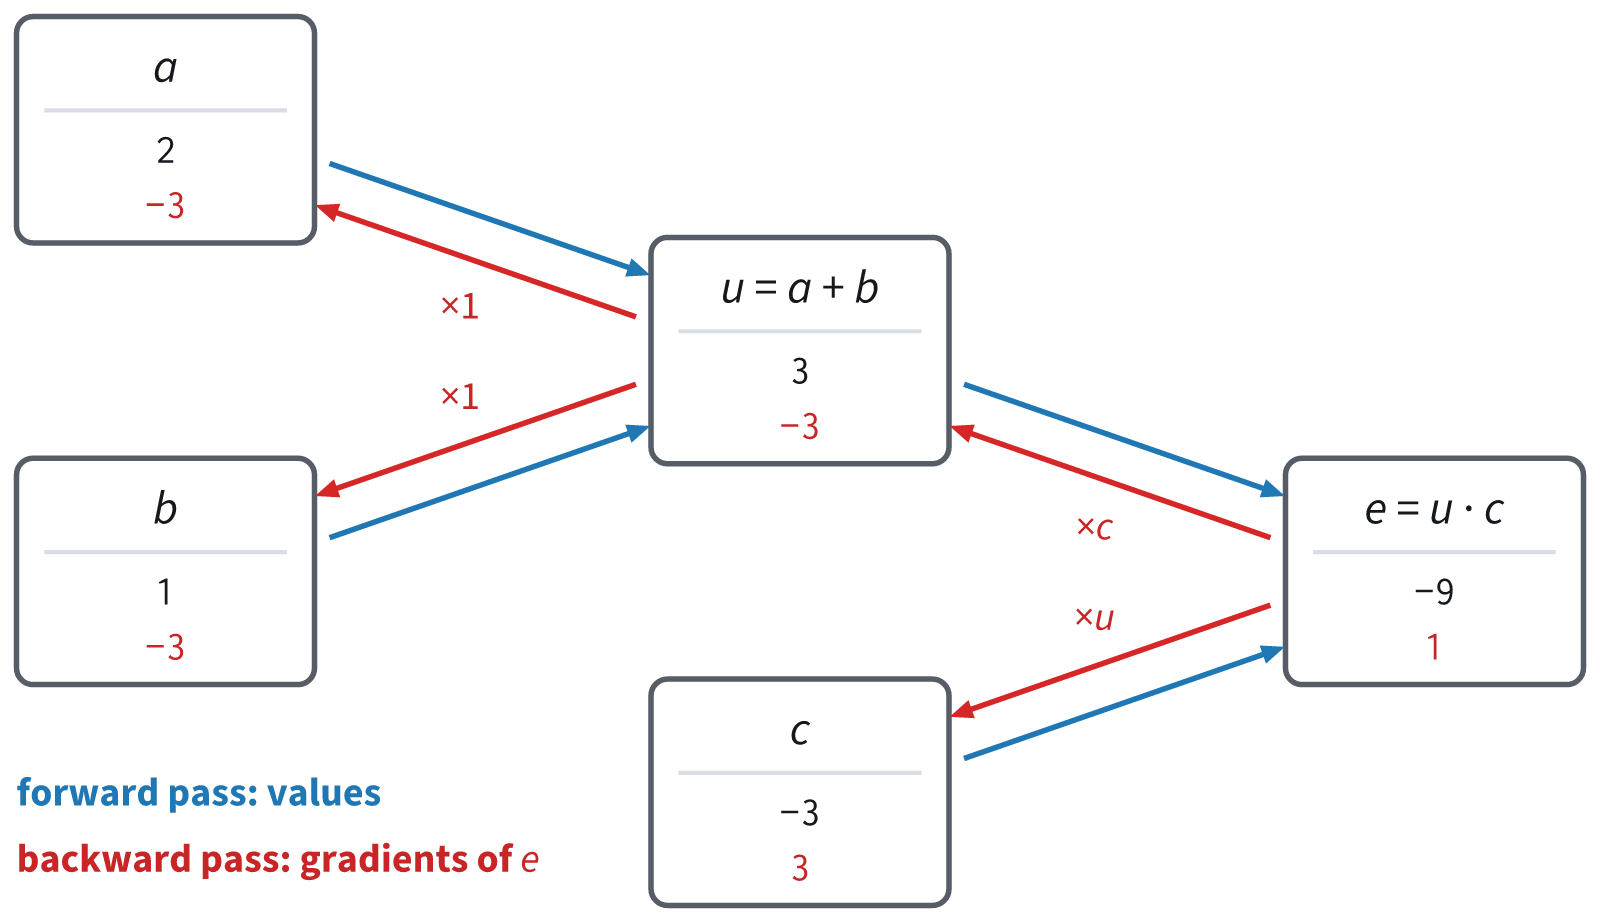 a
2
−3
×1
u = a + b
3
−3
×1
b
1
−3
×c
e = u · c
−9
1
×u
c
−3
3
forward pass: values
backward pass: gradients of e